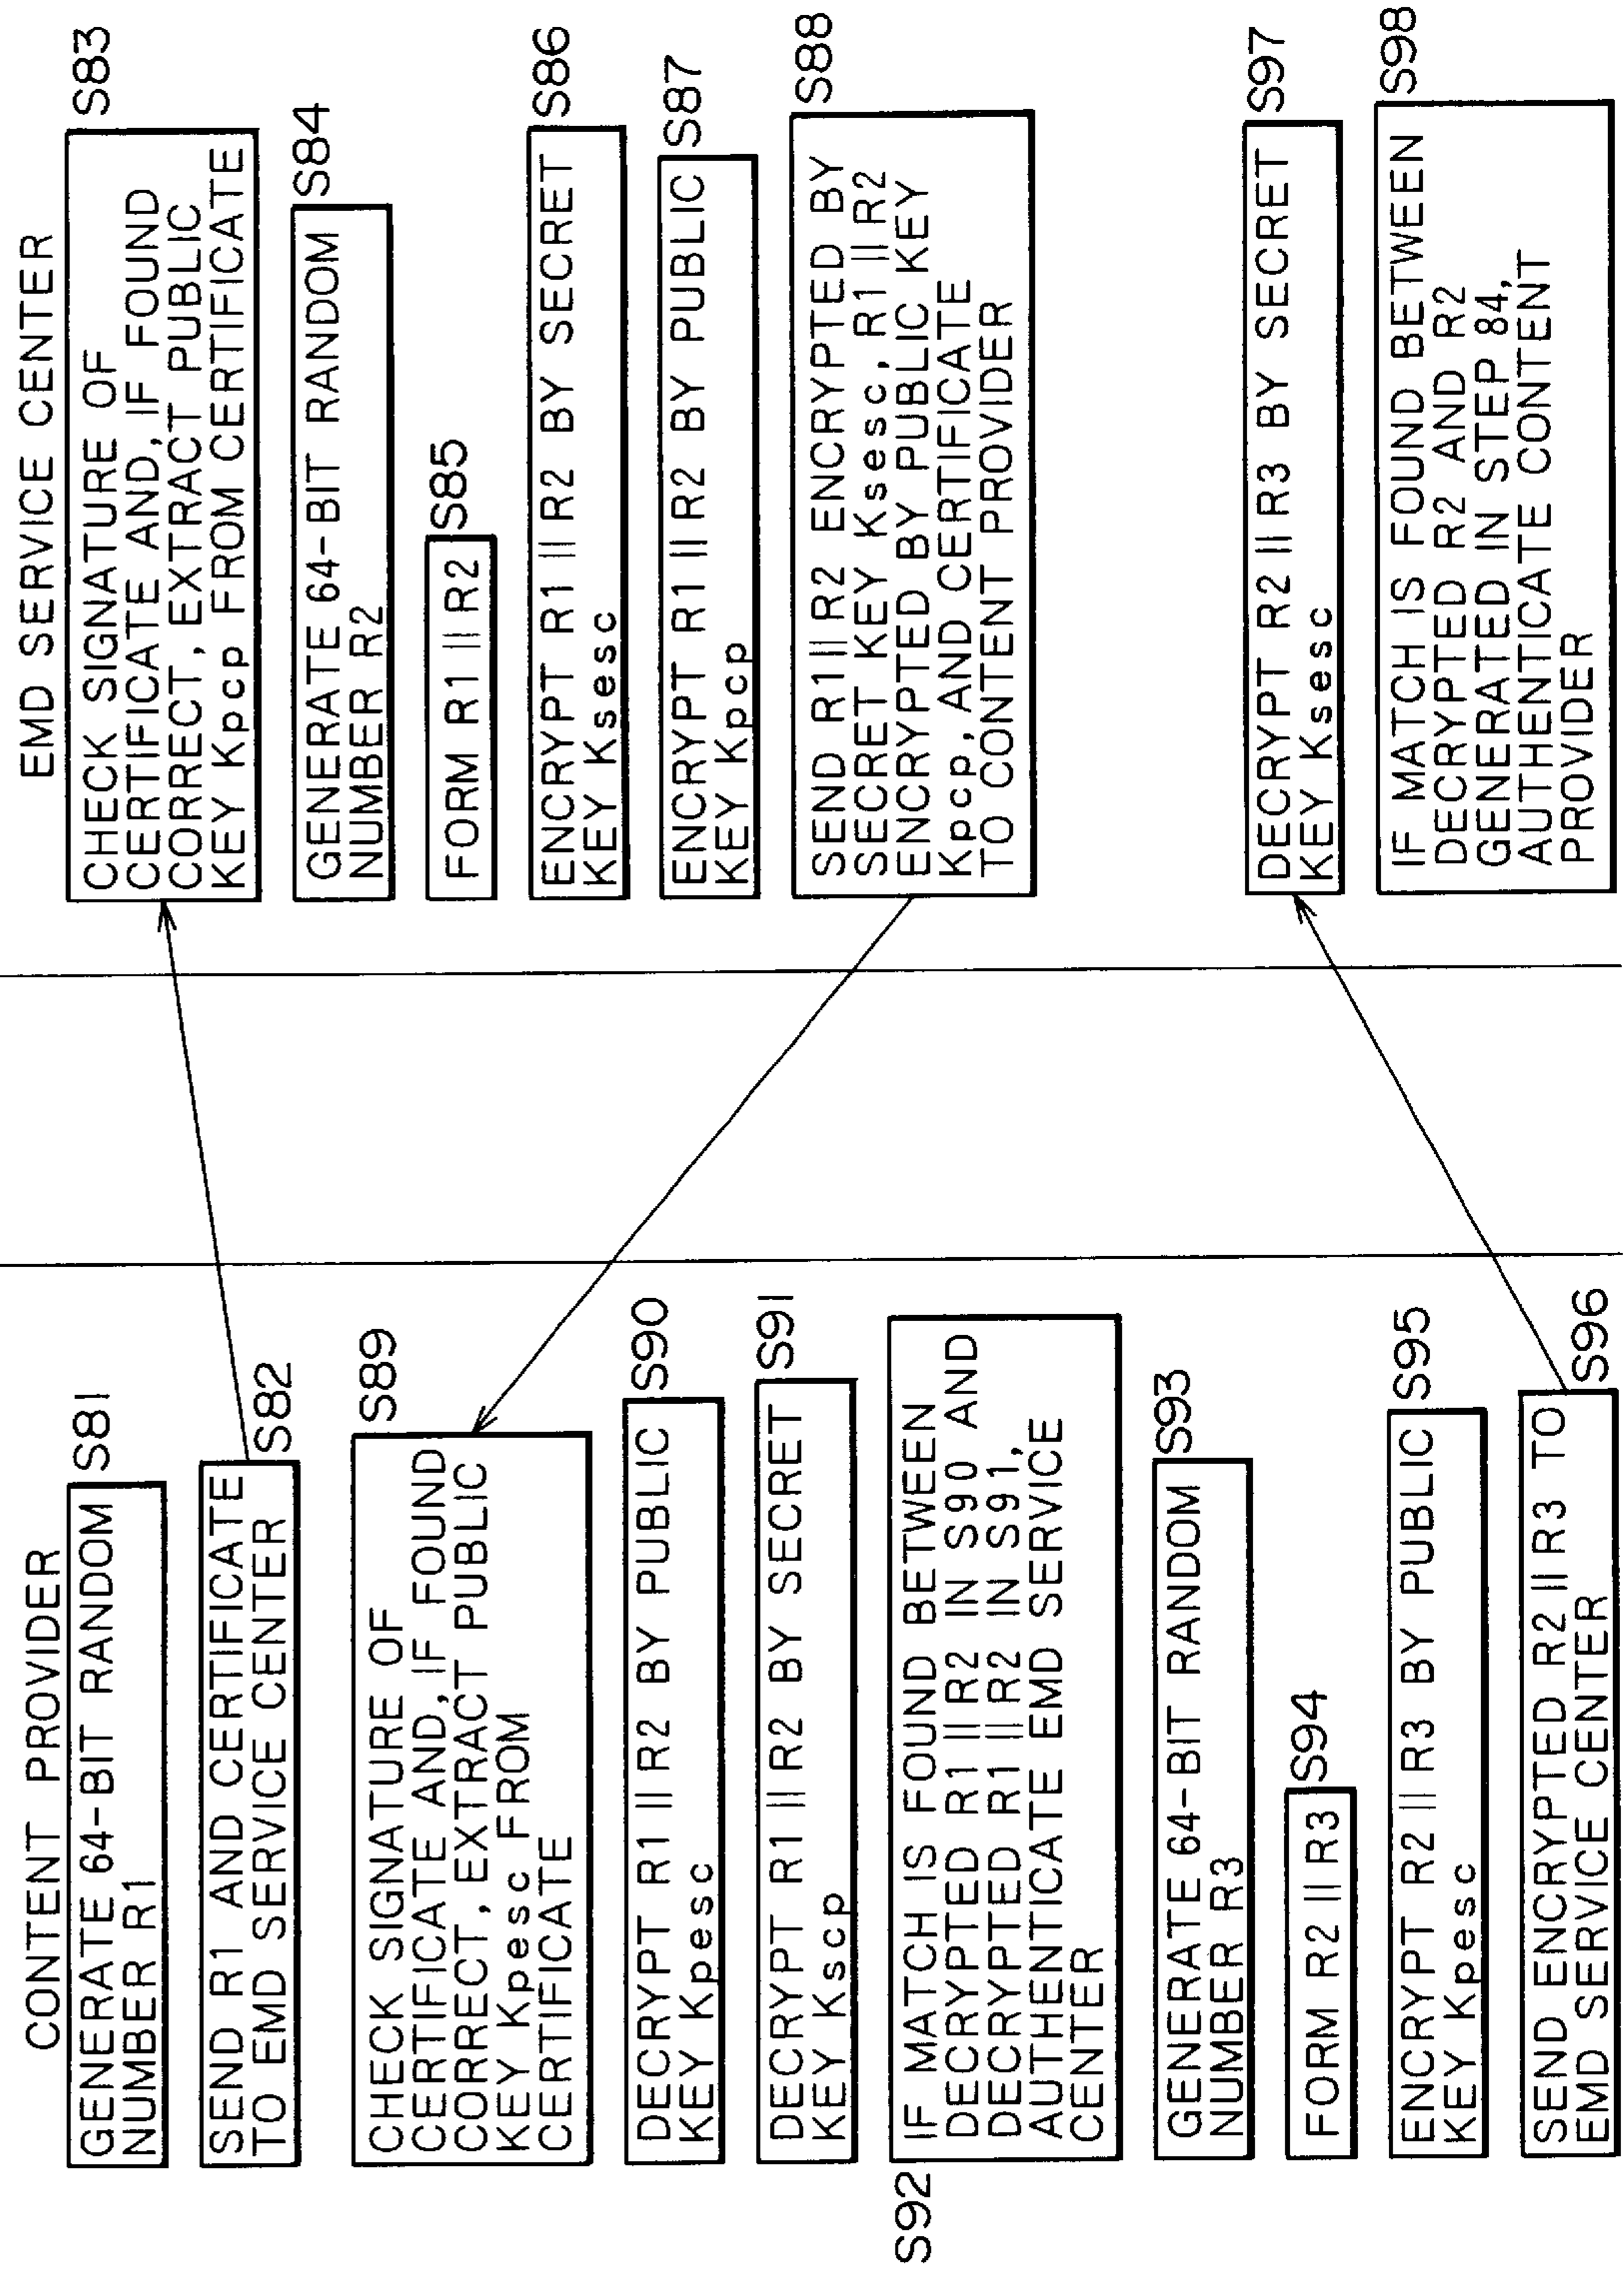 CONTENT PROVIDER
GENERATE 64-BIT RANDOM
NUMBER R1
S81
SEND R1 AND CERTIFICATE
TO EMD SERVICE CENTER
S82
CHECK SIGNATURE OF
CERTIFICATE AND, IF FOUND
CORRECT, EXTRACT PUBLIC
KEY Kpesc FROM
CERTIFICATE
S89
DECRYPT R1 || R2 BY PUBLIC
KEY Kpesc
S90
DECRYPT R1 || R2 BY SECRET
KEY Kscp
S91
S92
IF MATCH IS FOUND BETWEEN
DECRYPTED R1 || R2 IN S90 AND
DECRYPTED R1 || R2 IN S91,
AUTHENTICATE EMD SERVICE
CENTER
GENERATE 64-BIT RANDOM
NUMBER R3
S93
FORM R2 || R3
S94
ENCRYPT R2 || R3 BY PUBLIC
KEY Kpesc
S95
SEND ENCRYPTED R2 || R3 TO
EMD SERVICE CENTER
S96
EMD SERVICE CENTER
CHECK SIGNATURE OF
CERTIFICATE AND, IF FOUND
CORRECT, EXTRACT PUBLIC
KEY Kpcp FROM CERTIFICATE
S83
GENERATE 64-BIT RANDOM
NUMBER R2
S84
FORM R1 || R2
S85
ENCRYPT R1 || R2 BY SECRET
KEY Ksesc
S86
ENCRYPT R1 || R2 BY PUBLIC
KEY Kpcp
S87
SEND R1 || R2 ENCRYPTED BY
SECRET KEY Ksesc, R1 || R2
ENCRYPTED BY PUBLIC KEY
Kpcp, AND CERTIFICATE
TO CONTENT PROVIDER
S88
DECRYPT R2 || R3 BY SECRET
KEY Ksesc
S97
IF MATCH IS FOUND BETWEEN
DECRYPTED R2 AND R2
GENERATED IN STEP 84,
AUTHENTICATE CONTENT
PROVIDER
S98